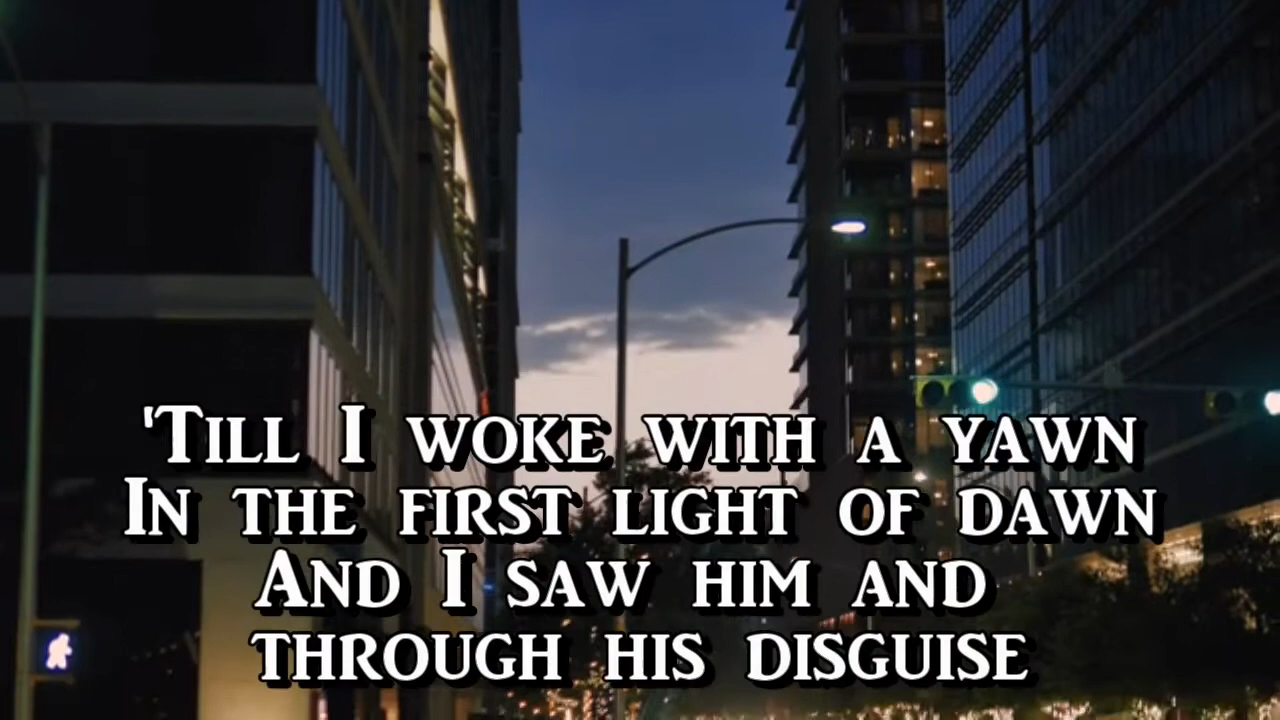 'Till I woke with a yawn
In the first light of dawn
And I saw him and
through his disguise